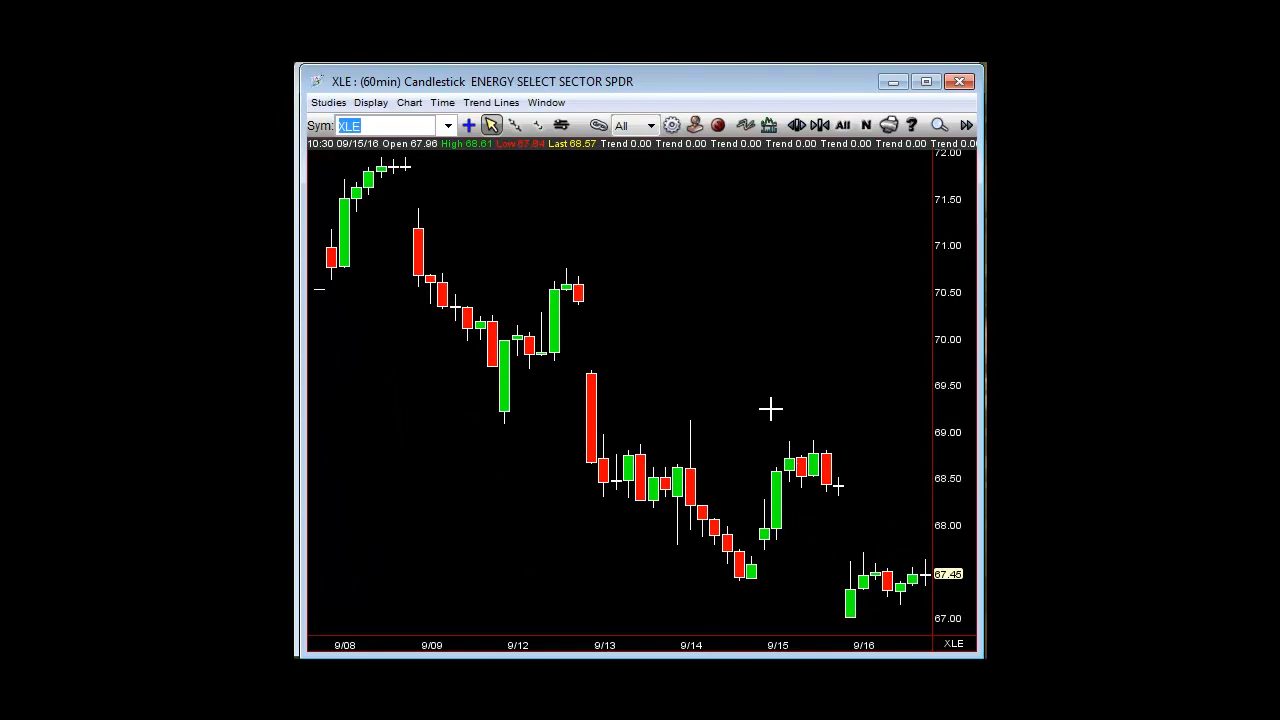 XLE : (60min) Candlestick ENERGY SELECT SECTOR SPDR
Studies Display Chart Time Trend Lines Window
Sym: XLE All All N ?
10:30 09/15/16 Open 67.96 High 68.61 Low 67.84 Last 68.57 Trend 0.00 Trend 0.00 Trend 0.00 Trend 0.00 Trend 0.00 Trend 0.00 Trend 0.00
72.00
71.50
71.00
70.50
70.00
69.50
69.00
68.50
68.00
67.45
67.00
9/08 9/09 9/12 9/13 9/14 9/15 9/16 XLE